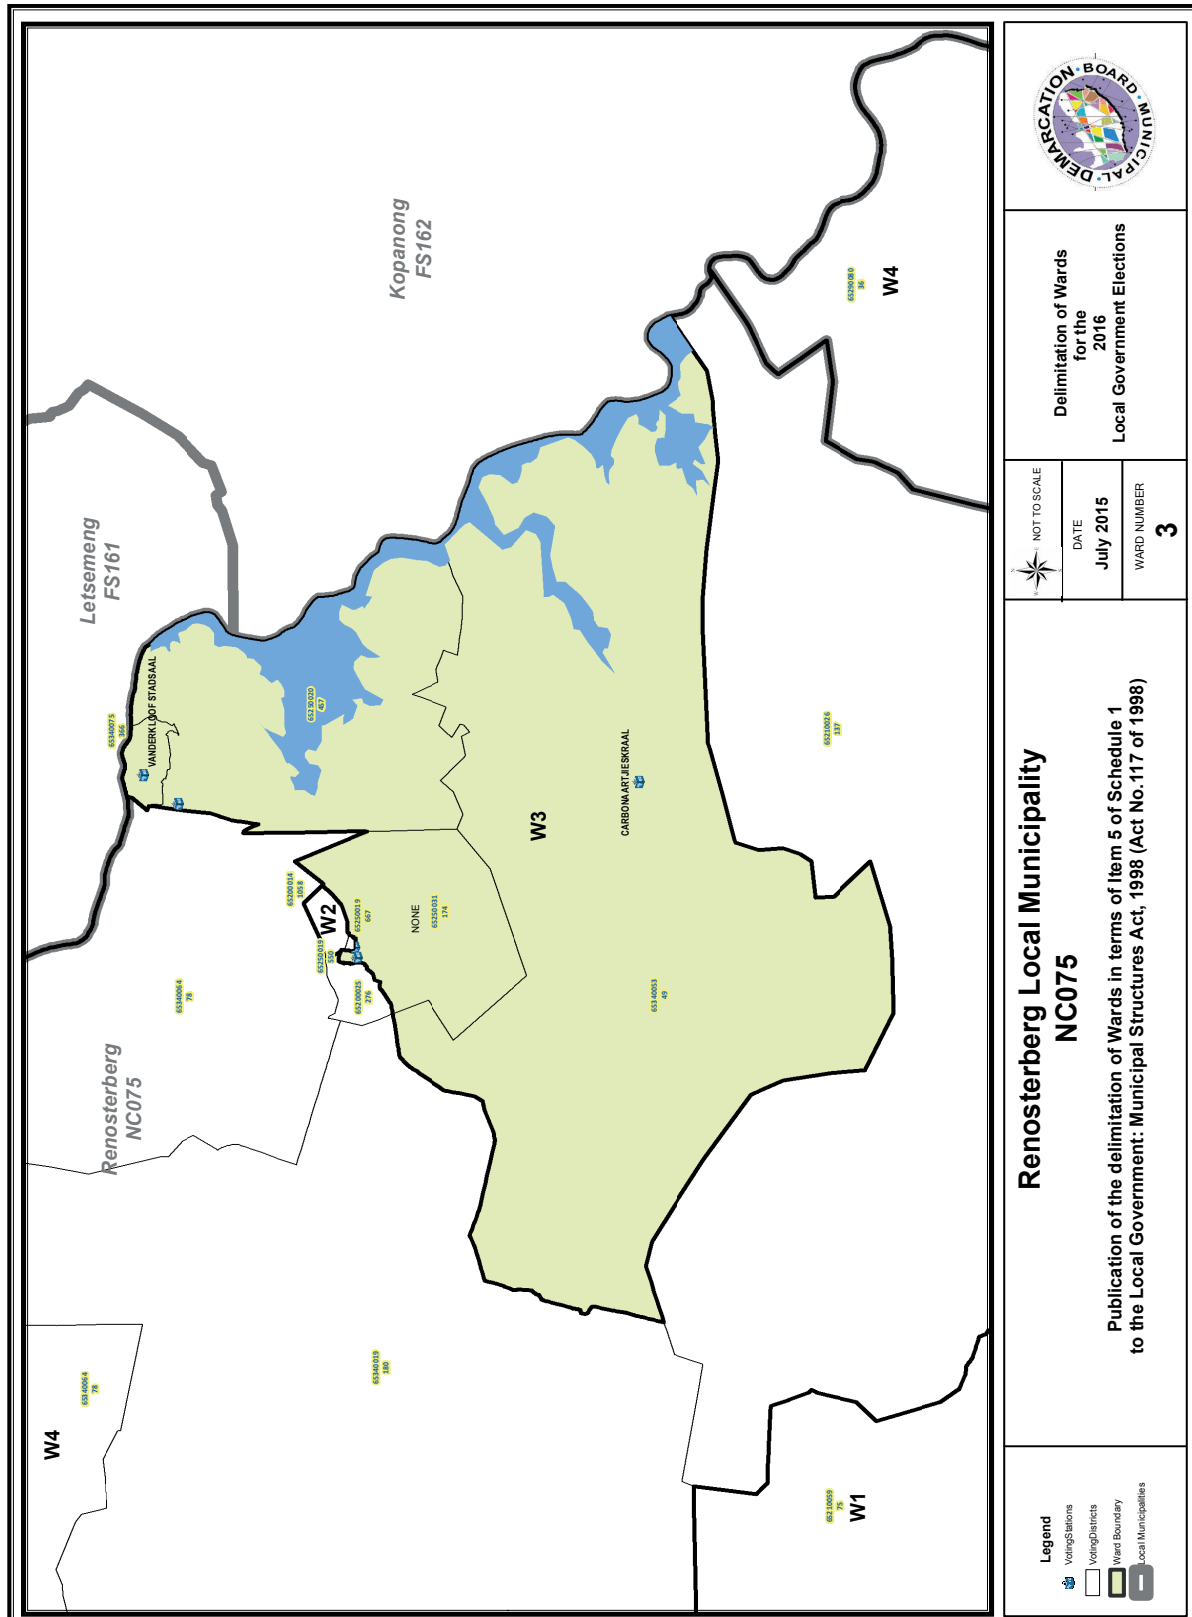 W4
65340064
78
65340019
180
Renosterberg
NC075
65340064
78
Letsemeng
FS161
Kopanong
FS162
65340075
366
VANDERKLOOF STADSAAL
65250020
457
65200014
1058
W2
65250019
550
65250019
667
65200025
276
NONE
65250031
174
W3
CARBONAARTJIESKRAAL
65340053
49
65210026
137
65290080
36
W4
65210059
75
W1
Legend
VotingStations
VotingDistricts
Ward Boundary
Local Municipalities
Renosterberg Local Municipality
NC075
Publication of the delimitation of Wards in terms of Item 5 of Schedule 1
to the Local Government: Municipal Structures Act, 1998 (Act No.117 of 1998)
N
W
E
S
NOT TO SCALE
DATE
July 2015
WARD NUMBER
3
Delimitation of Wards
for the
2016
Local Government Elections
MUNICIPAL • DEMARCATION • BOARD •